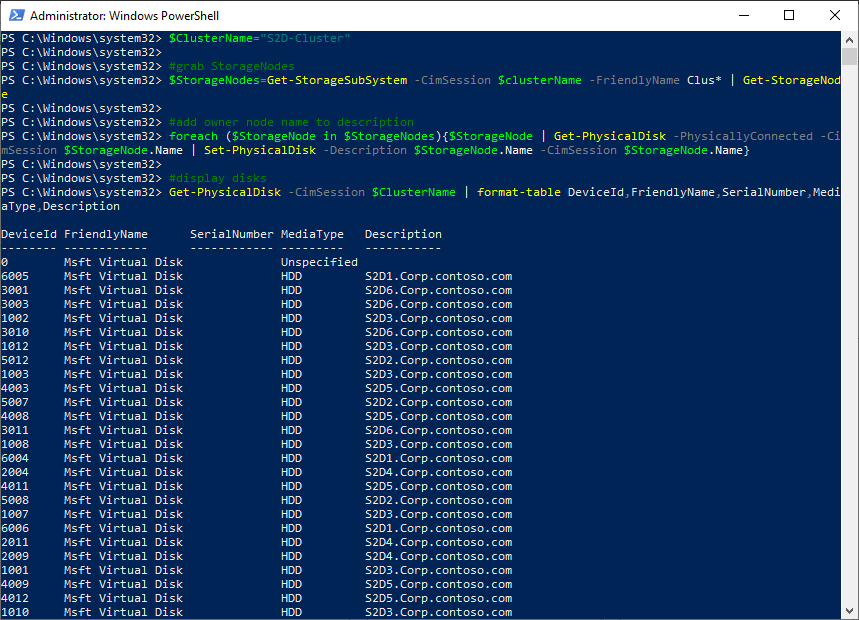 Administrator: Windows PowerShell
PS C:\Windows\system32> $ClusterName="S2D-Cluster"
PS C:\Windows\system32>
PS C:\Windows\system32> #grab StorageNodes
PS C:\Windows\system32> $StorageNodes=Get-StorageSubSystem -CimSession $clusterName -FriendlyName Clus* | Get-StorageNod
e
PS C:\Windows\system32>
PS C:\Windows\system32> #add owner node name to description
PS C:\Windows\system32> foreach ($StorageNode in $StorageNodes){$StorageNode | Get-PhysicalDisk -PhysicallyConnected -Ci
mSession $StorageNode.Name | Set-PhysicalDisk -Description $StorageNode.Name -CimSession $StorageNode.Name}
PS C:\Windows\system32>
PS C:\Windows\system32> #display disks
PS C:\Windows\system32> Get-PhysicalDisk -CimSession $ClusterName | format-table DeviceId,FriendlyName,SerialNumber,Medi
aType,Description
DeviceId FriendlyName SerialNumber MediaType Description
-------- ------------ ------------ --------- -----------
0 Msft Virtual Disk Unspecified
6005 Msft Virtual Disk HDD S2D1.Corp.contoso.com
3001 Msft Virtual Disk HDD S2D6.Corp.contoso.com
3003 Msft Virtual Disk HDD S2D6.Corp.contoso.com
1002 Msft Virtual Disk HDD S2D3.Corp.contoso.com
3010 Msft Virtual Disk HDD S2D6.Corp.contoso.com
1012 Msft Virtual Disk HDD S2D3.Corp.contoso.com
5012 Msft Virtual Disk HDD S2D2.Corp.contoso.com
1003 Msft Virtual Disk HDD S2D3.Corp.contoso.com
4003 Msft Virtual Disk HDD S2D5.Corp.contoso.com
5007 Msft Virtual Disk HDD S2D2.Corp.contoso.com
4008 Msft Virtual Disk HDD S2D5.Corp.contoso.com
3011 Msft Virtual Disk HDD S2D6.Corp.contoso.com
1008 Msft Virtual Disk HDD S2D3.Corp.contoso.com
6004 Msft Virtual Disk HDD S2D1.Corp.contoso.com
2004 Msft Virtual Disk HDD S2D4.Corp.contoso.com
4011 Msft Virtual Disk HDD S2D5.Corp.contoso.com
5008 Msft Virtual Disk HDD S2D2.Corp.contoso.com
1007 Msft Virtual Disk HDD S2D3.Corp.contoso.com
6006 Msft Virtual Disk HDD S2D1.Corp.contoso.com
2011 Msft Virtual Disk HDD S2D4.Corp.contoso.com
2009 Msft Virtual Disk HDD S2D4.Corp.contoso.com
1001 Msft Virtual Disk HDD S2D3.Corp.contoso.com
4009 Msft Virtual Disk HDD S2D5.Corp.contoso.com
4012 Msft Virtual Disk HDD S2D5.Corp.contoso.com
1010 Msft Virtual Disk HDD S2D3.Corp.contoso.com